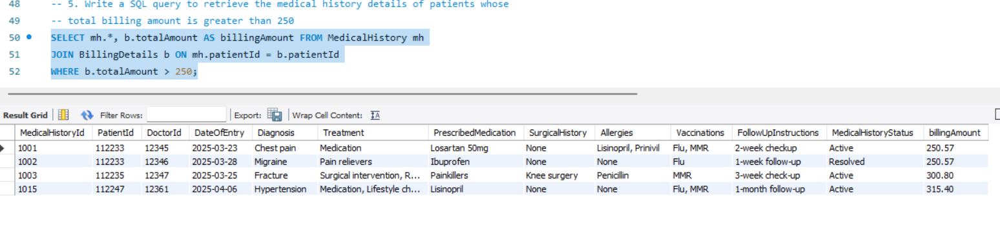 48 -- 5. Write a SQL query to retrieve the medical history details of patients whose
49 -- total billing amount is greater than 250
50 SELECT mh.*, b.totalAmount AS billingAmount FROM MedicalHistory mh
51 JOIN BillingDetails b ON mh.patientId = b.patientId
52 WHERE b.totalAmount > 250;
Result Grid Filter Rows: Export: Wrap Cell Content: IA
MedicalHistoryId PatientId DoctorId DateOfEntry Diagnosis Treatment PrescribedMedication SurgicalHistory Allergies Vaccinations FollowUpInstructions MedicalHistoryStatus billingAmount
1001 112233 12345 2025-03-23 Chest pain Medication Losartan 50mg None Lisinopril, Prinivil Flu, MMR 2-week checkup Active 250.57
1002 112233 12346 2025-03-28 Migraine Pain relievers Ibuprofen None None Flu 1-week follow-up Resolved 250.57
1003 112235 12347 2025-03-25 Fracture Surgical intervention, R... Painkillers Knee surgery Penicillin MMR 3-week check-up Active 300.80
1015 112247 12361 2025-04-06 Hypertension Medication, Lifestyle ch... Lisinopril None None Flu, MMR 1-month follow-up Active 315.40